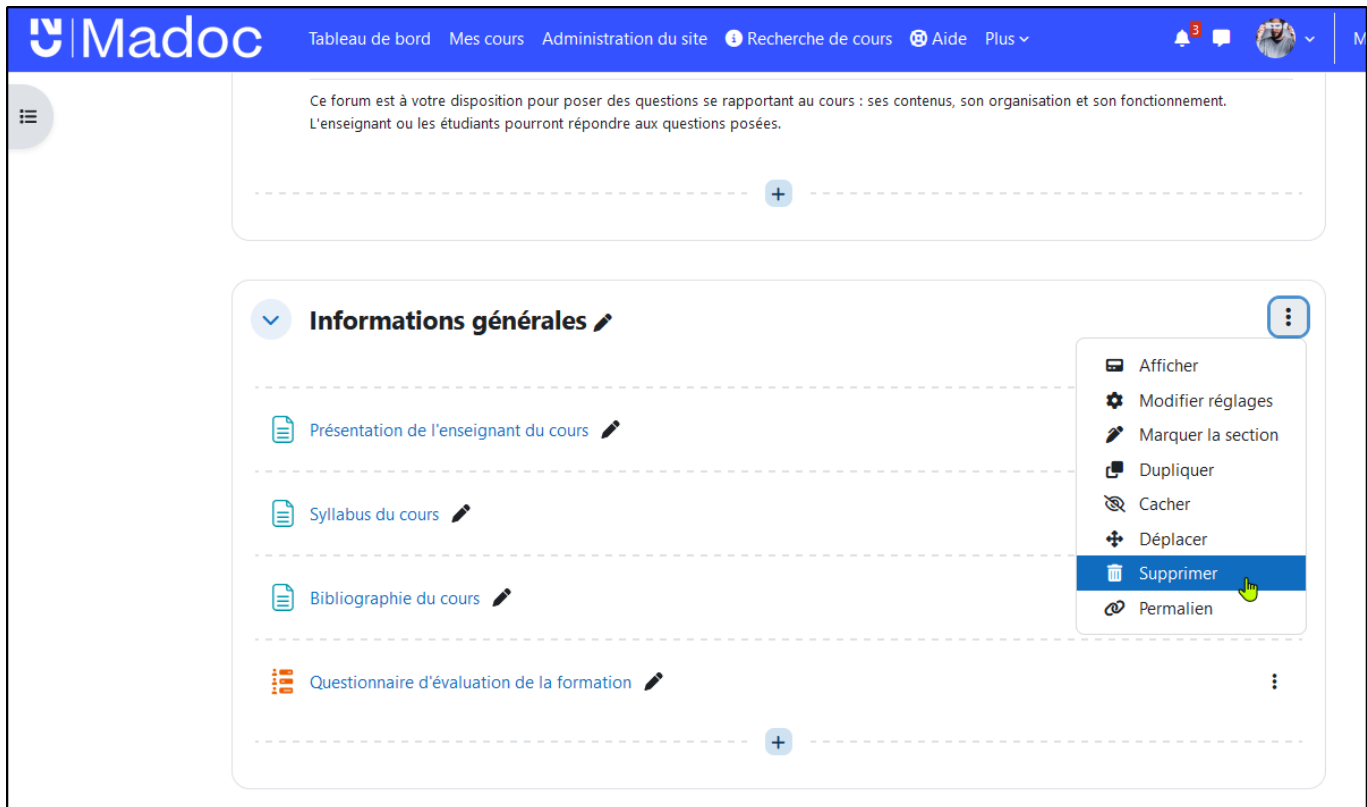 Madoc
Tableau de bord Mes cours Administration du site Recherche de cours Aide Plus 3 M
Ce forum est à votre disposition pour poser des questions se rapportant au cours : ses contenus, son organisation et son fonctionnement.
L'enseignant ou les étudiants pourront répondre aux questions posées.
Informations générales
Afficher
Modifier réglages
Marquer la section
Dupliquer
Cacher
Déplacer
Supprimer
Permalien
Présentation de l'enseignant du cours
Syllabus du cours
Bibliographie du cours
Questionnaire d'évaluation de la formation